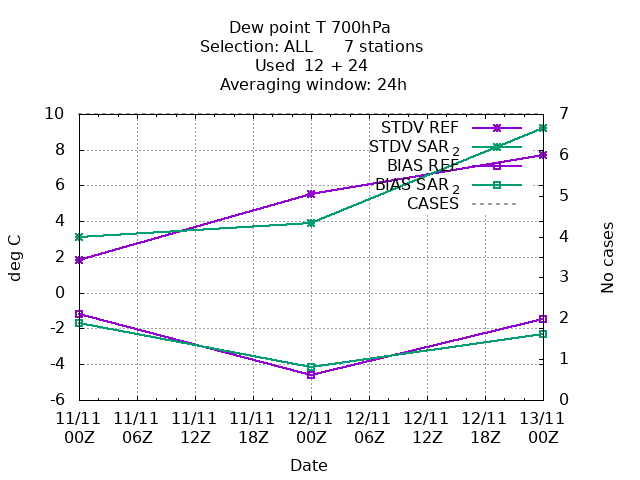 Dew point T 700hPa
Selection: ALL      7 stations
Used  12 + 24
Averaging window: 24h
10
8
6
4
2
0
-2
-4
-6
deg C
7
6
5
4
3
2
1
0
No cases
STDV REF
STDV SAR 2
BIAS REF
BIAS SAR 2
CASES
11/11 11/11 11/11 11/11 12/11 12/11 12/11 12/11 13/11
00Z 06Z 12Z 18Z 00Z 06Z 12Z 18Z 00Z
Date